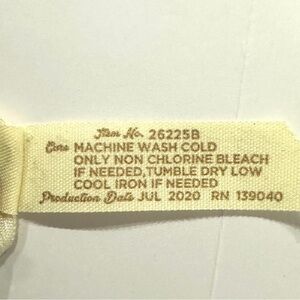 Item No. 26225B
Care MACHINE WASH COLD
ONLY NON CHLORINE BLEACH
IF NEEDED,TUMBLE DRY LOW
COOL IRON IF NEEDED
Production Date JUL 2020 RN 139040